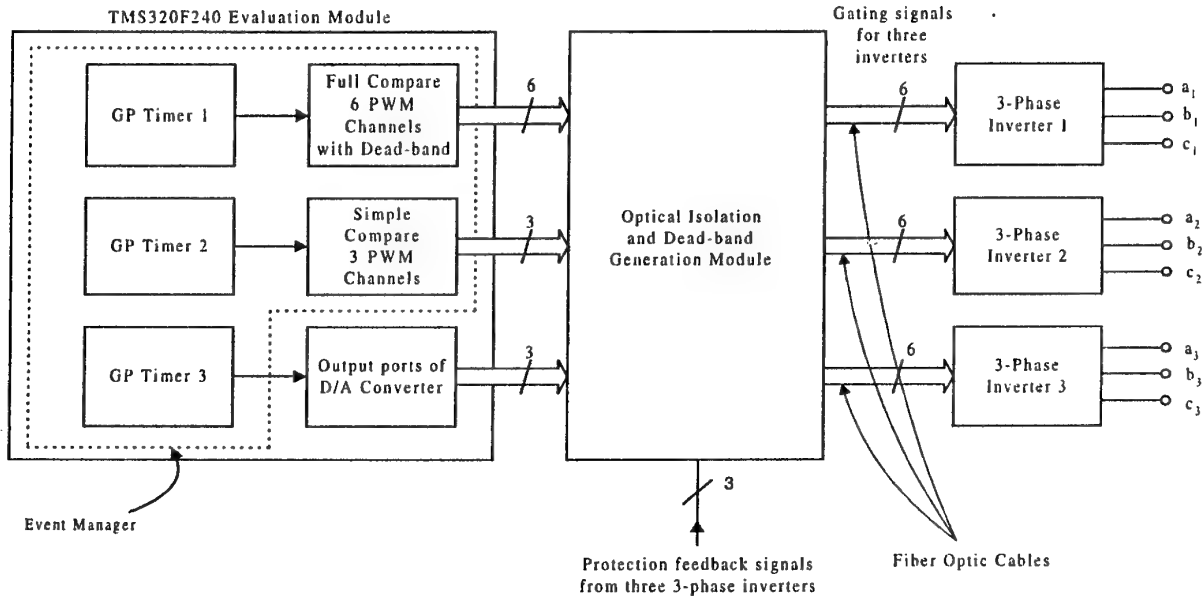 TMS320F240 Evaluation Module
Gating signals
for three
inverters
GP Timer 1
Full Compare
6 PWM
Channels
with Dead-band
6
6
3-Phase
Inverter 1
a1
b1
c1
GP Timer 2
Simple
Compare
3 PWM
Channels
3
Optical Isolation
and Dead-band
Generation Module
6
3-Phase
Inverter 2
a2
b2
c2
GP Timer 3
Output ports of
D/A Converter
3
6
3-Phase
Inverter 3
a3
b3
c3
3
Event Manager
Protection feedback signals
from three 3-phase inverters
Fiber Optic Cables